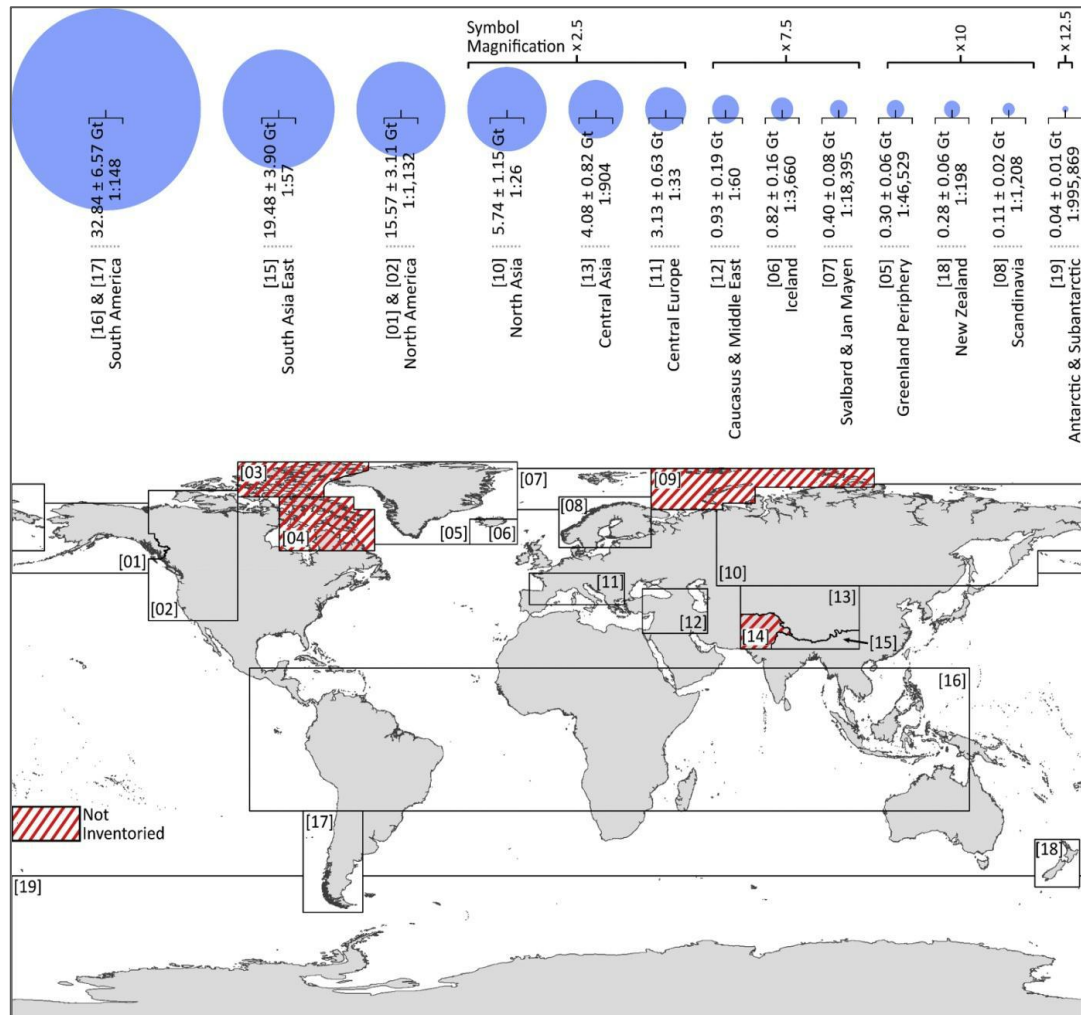 Symbol
Magnification
× 2.5
× 7.5
× 10
× 12.5
[16] & [17] 32.84 ± 6.57 Gt
South America 1:148
[15] 19.48 ± 3.90 Gt
South Asia East 1:57
[01] & [02] 15.57 ± 3.11 Gt
North America 1:1,132
[10] 5.74 ± 1.15 Gt
North Asia 1:26
[13] 4.08 ± 0.82 Gt
Central Asia 1:904
[11] 3.13 ± 0.63 Gt
Central Europe 1:33
[12] 0.93 ± 0.19 Gt
Caucasus & Middle East 1:60
[06] 0.82 ± 0.16 Gt
Iceland 1:3,660
[07] 0.40 ± 0.08 Gt
Svalbard & Jan Mayen 1:18,395
[05] 0.30 ± 0.06 Gt
Greenland Periphery 1:46,529
[18] 0.28 ± 0.06 Gt
New Zealand 1:198
[08] 0.11 ± 0.02 Gt
Scandinavia 1:1,208
[19] 0.04 ± 0.01 Gt
Antarctic & Subantarctic 1:995,869
[03]
[07]
[09]
[08]
[04]
[05]
[06]
[01]
[02]
[10]
[11]
[12]
[13]
[14]
[15]
[16]
Not
Inventoried
[17]
[18]
[19]